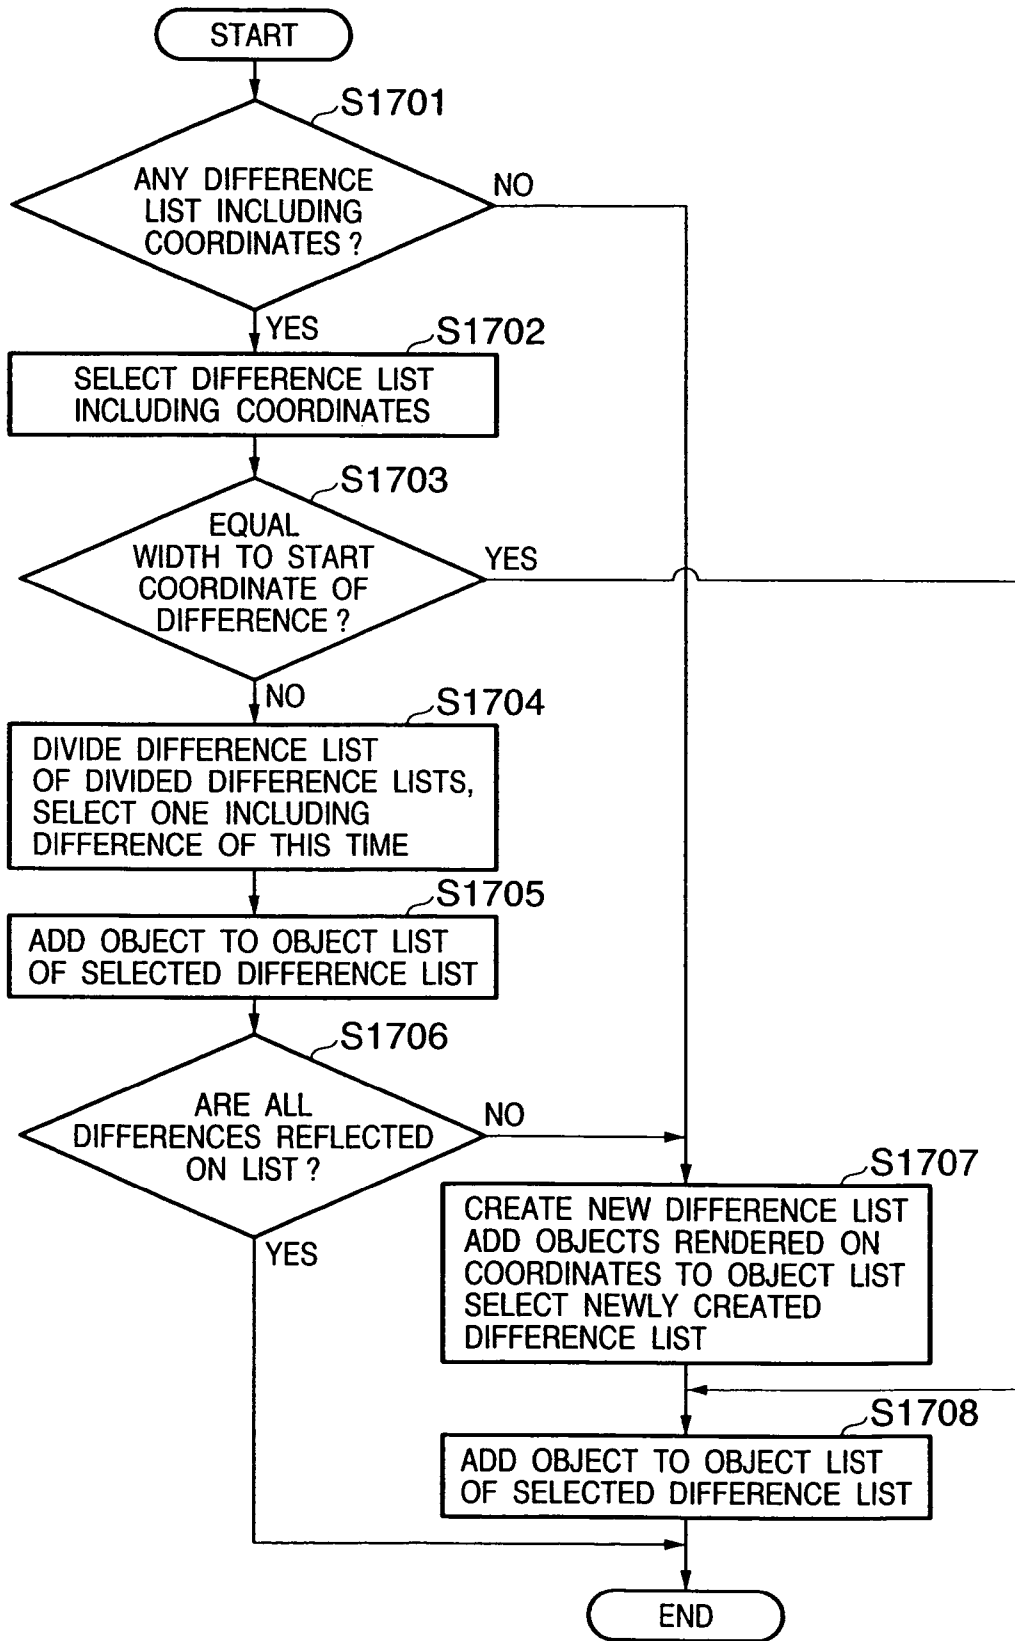 START
S1701
ANY DIFFERENCE
LIST INCLUDING
COORDINATES?
NO
YES
S1702
SELECT DIFFERENCE LIST
INCLUDING COORDINATES
S1703
EQUAL
WIDTH TO START
COORDINATE OF
DIFFERENCE?
YES
NO
S1704
DIVIDE DIFFERENCE LIST
OF DIVIDED DIFFERENCE LISTS,
SELECT ONE INCLUDING
DIFFERENCE OF THIS TIME
S1705
ADD OBJECT TO OBJECT LIST
OF SELECTED DIFFERENCE LIST
S1706
ARE ALL
DIFFERENCES REFLECTED
ON LIST?
NO
YES
S1707
CREATE NEW DIFFERENCE LIST
ADD OBJECTS RENDERED ON
COORDINATES TO OBJECT LIST
SELECT NEWLY CREATED
DIFFERENCE LIST
S1708
ADD OBJECT TO OBJECT LIST
OF SELECTED DIFFERENCE LIST
END